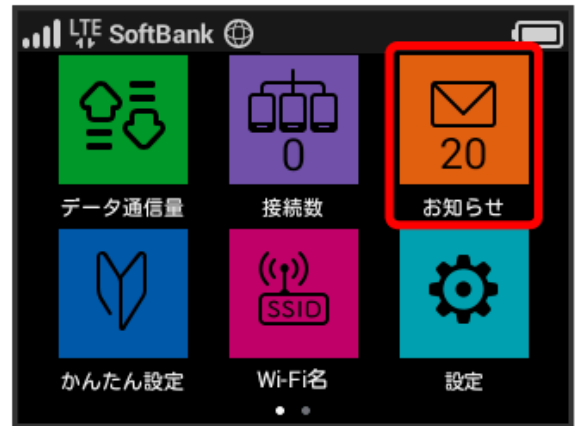 LTE SoftBank
0
20
データ通信量
接続数
お知らせ
SSID
かんたん設定
Wi-Fi名
設定